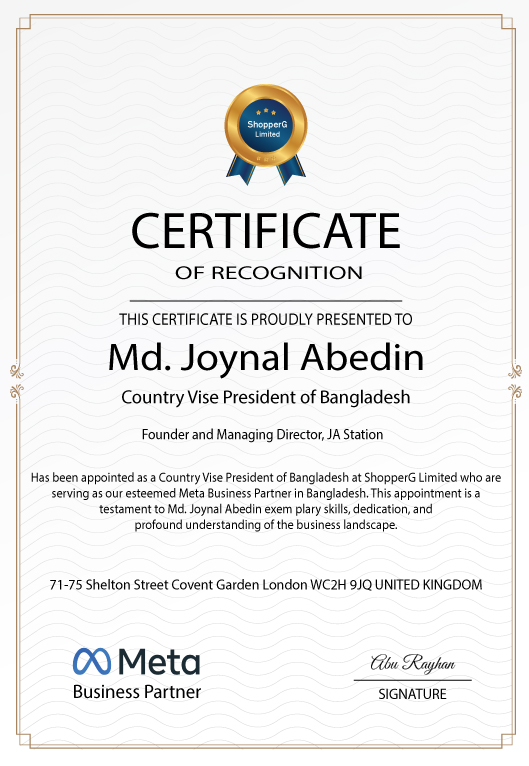 ShopperG
Limited
CERTIFICATE
OF RECOGNITION
THIS CERTIFICATE IS PROUDLY PRESENTED TO
Md. Joynal Abedin
Country Vise President of Bangladesh
Founder and Managing Director, JA Station
Has been appointed as a Country Vise President of Bangladesh at ShopperG Limited who are
serving as our esteemed Meta Business Partner in Bangladesh. This appointment is a
testament to Md. Joynal Abedin exem plary skills, dedication, and
profound understanding of the business landscape.
71-75 Shelton Street Covent Garden London WC2H 9JQ UNITED KINGDOM
Meta
Business Partner
Abu Rayhan
SIGNATURE